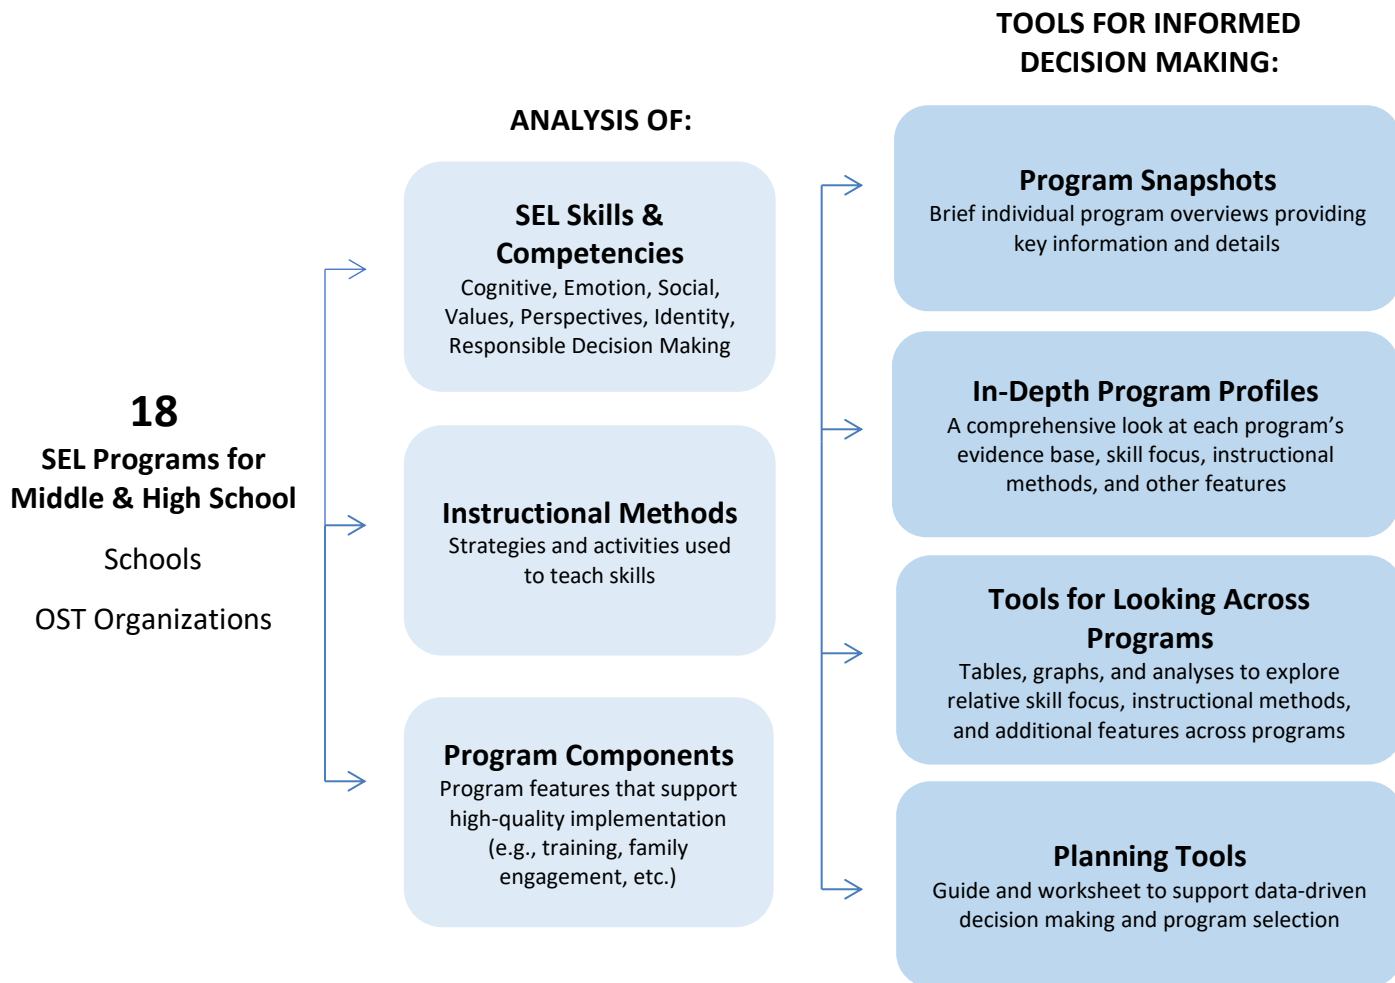 18
SEL Programs for
Middle & High School
Schools
OST Organizations
ANALYSIS OF:
SEL Skills &
Competencies
Cognitive, Emotion, Social,
Values, Perspectives, Identity,
Responsible Decision Making
Instructional Methods
Strategies and activities used
to teach skills
Program Components
Program features that support
high-quality implementation
(e.g., training, family
engagement, etc.)
TOOLS FOR INFORMED
DECISION MAKING:
Program Snapshots
Brief individual program overviews providing
key information and details
In-Depth Program Profiles
A comprehensive look at each program’s
evidence base, skill focus, instructional
methods, and other features
Tools for Looking Across
Programs
Tables, graphs, and analyses to explore
relative skill focus, instructional methods,
and additional features across programs
Planning Tools
Guide and worksheet to support data-driven
decision making and program selection